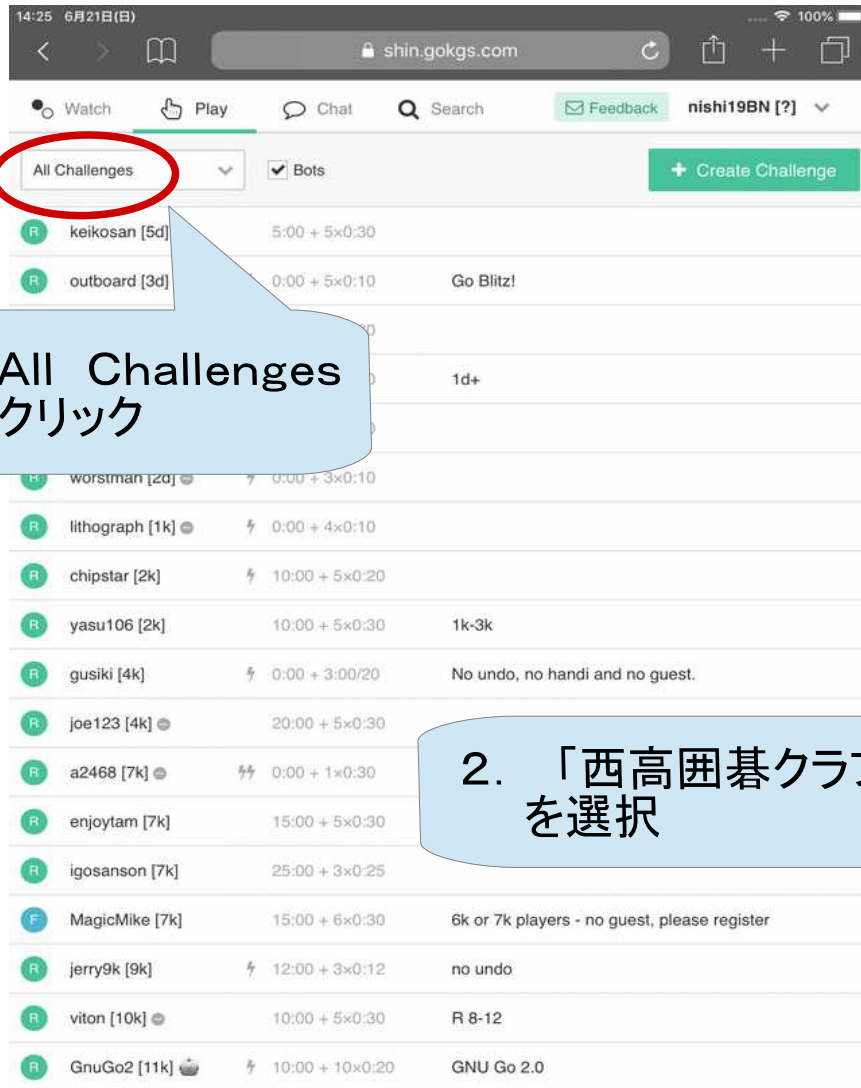 14:25 6月21日(日) 100%
shin.gokgs.com
Watch Play Chat Search Feedback nishi19BN [?]
All Challenges Bots + Create Challenge
R keikosan [5d] 5:00 + 5×0:30
R outboard [3d] 0:00 + 5×0:10 Go Blitz!
All Challenges
クリック
1d+
R worstman [2d] 0:00 + 3×0:10
R lithograph [1k] 0:00 + 4×0:10
R chipstar [2k] 10:00 + 5×0:20
R yasu106 [2k] 10:00 + 5×0:30 1k-3k
R gusiki [4k] 0:00 + 3:00/20 No undo, no handi and no guest.
R joe123 [4k] 20:00 + 5×0:30
R a2468 [7k] 0:00 + 1×0:30
2. 「西高囲碁クラブ
を選択
R enjoytam [7k] 15:00 + 5×0:30
R igosanson [7k] 25:00 + 3×0:25
F MagicMike [7k] 15:00 + 6×0:30 6k or 7k players - no guest, please register
R jerry9k [9k] 12:00 + 3×0:12 no undo
R viton [10k] 10:00 + 5×0:30 R 8-12
R GnuGo2 [11k] 10:00 + 10×0:20 GNU Go 2.0